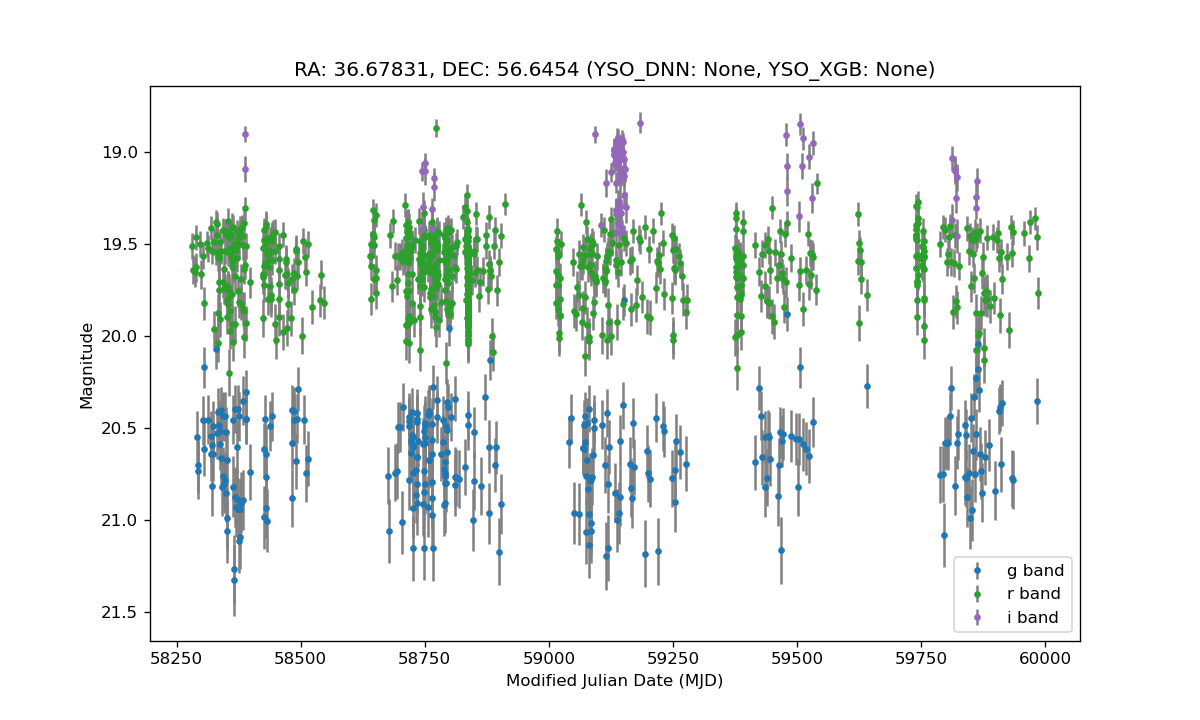 RA: 36.67831, DEC: 56.6454 (YSO_DNN: None, YSO_XGB: None)
19.0
19.5
20.0
20.5
21.0
21.5
Magnitude
58250 58500 58750 59000 59250 59500 59750 60000
Modified Julian Date (MJD)
g band
r band
i band